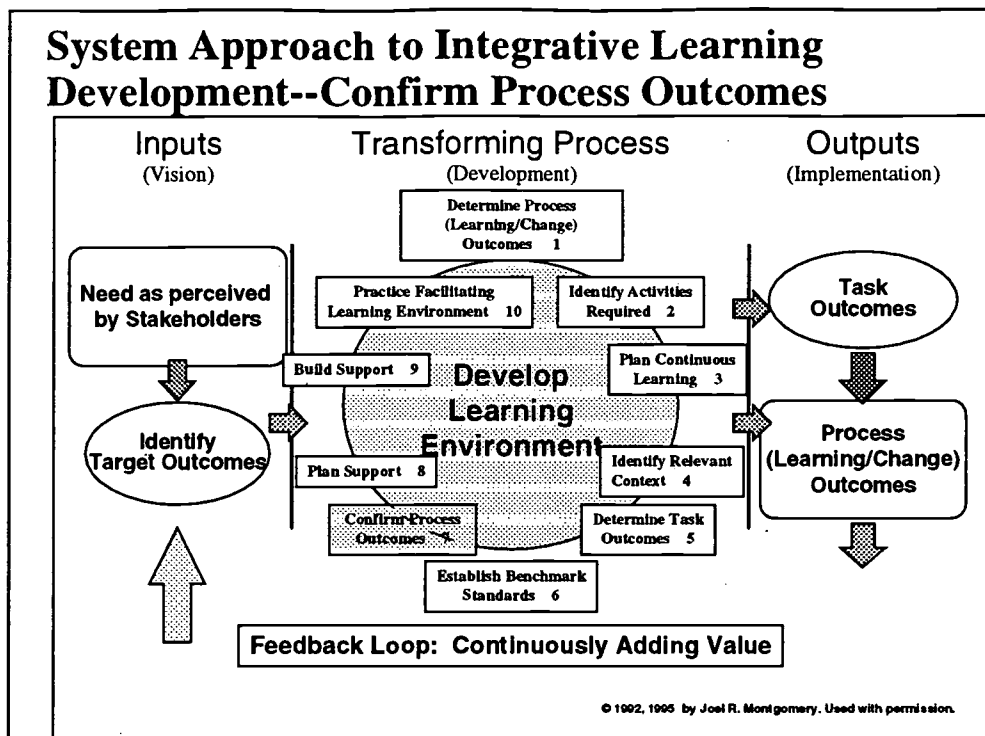 System Approach to Integrative Learning
Development--Confirm Process Outcomes
Inputs
(Vision)
Transforming Process
(Development)
Outputs
(Implementation)
Determine Process
(Learning/Change)
Outcomes 1
Need as perceived
by Stakeholders
Practice Facilitating
Learning Environment 10
Identify Activities
Required 2
Task
Outcomes
Build Support 9
Plan Continuous
Learning 3
Develop
Learning
Environment
Identify
Target Outcomes
Process
(Learning/Change)
Outcomes
Plan Support 8
Identify Relevant
Context 4
Confirm Process
Outcomes 7
Determine Task
Outcomes 5
Establish Benchmark
Standards 6
Feedback Loop: Continuously Adding Value
© 1992, 1995 by Joel R. Montgomery. Used with permission.